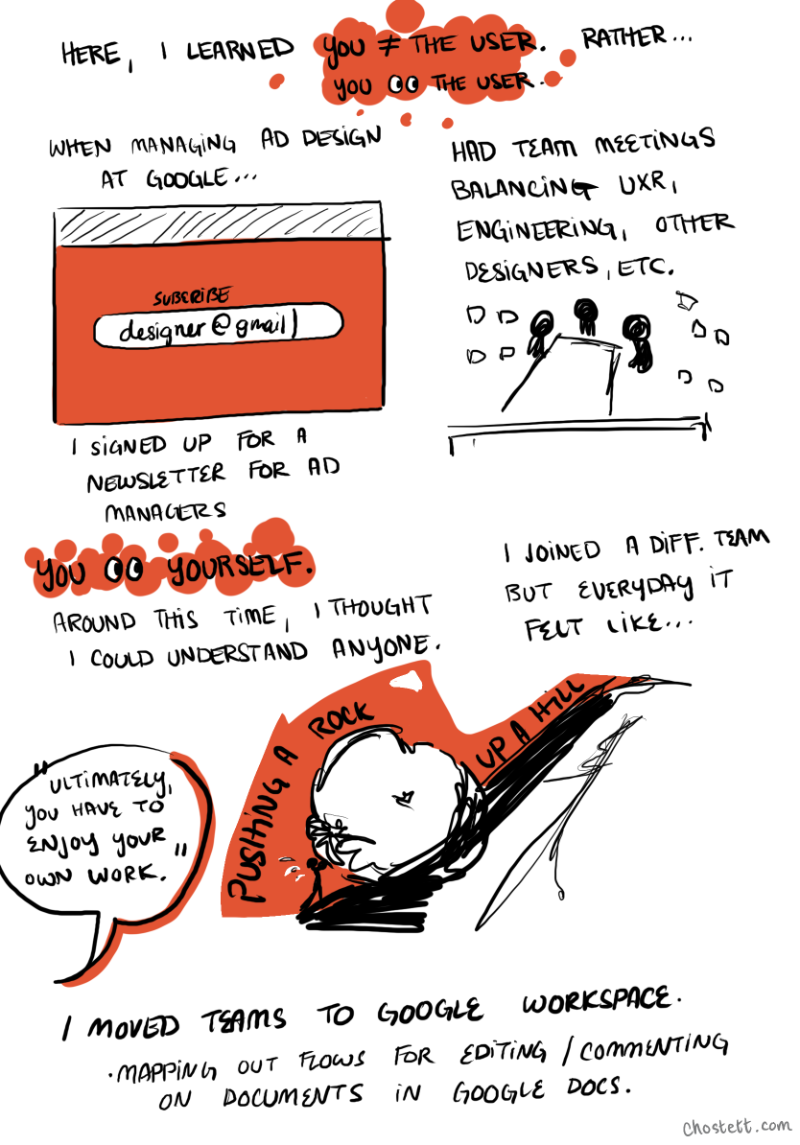 HERE, I LEARNED YOU ≠ THE USER. RATHER...
YOU 👀 THE USER.
WHEN MANAGING AD DESIGN
AT GOOGLE...
SUBCRIBE
designer@gmail|
I SIGNED UP FOR A
NEWSLETTER FOR AD
MANAGERS
HAD TEAM MEETINGS
BALANCING UXR,
ENGINEERING, OTHER
DESIGNERS, ETC.
YOU 👀 YOURSELF.
AROUND THIS TIME, I THOUGHT
I COULD UNDERSTAND ANYONE.
I JOINED A DIFF. TEAM
BUT EVERYDAY IT
FELT LIKE...
PUSHING A ROCK UP A HILL
"ULTIMATELY,
YOU HAVE TO
ENJOY YOUR
OWN WORK."
I MOVED TEAMS TO GOOGLE WORKSPACE.
• MAPPING OUT FLOWS FOR EDITING / COMMENTING
ON DOCUMENTS IN GOOGLE DOCS.
chostett.com